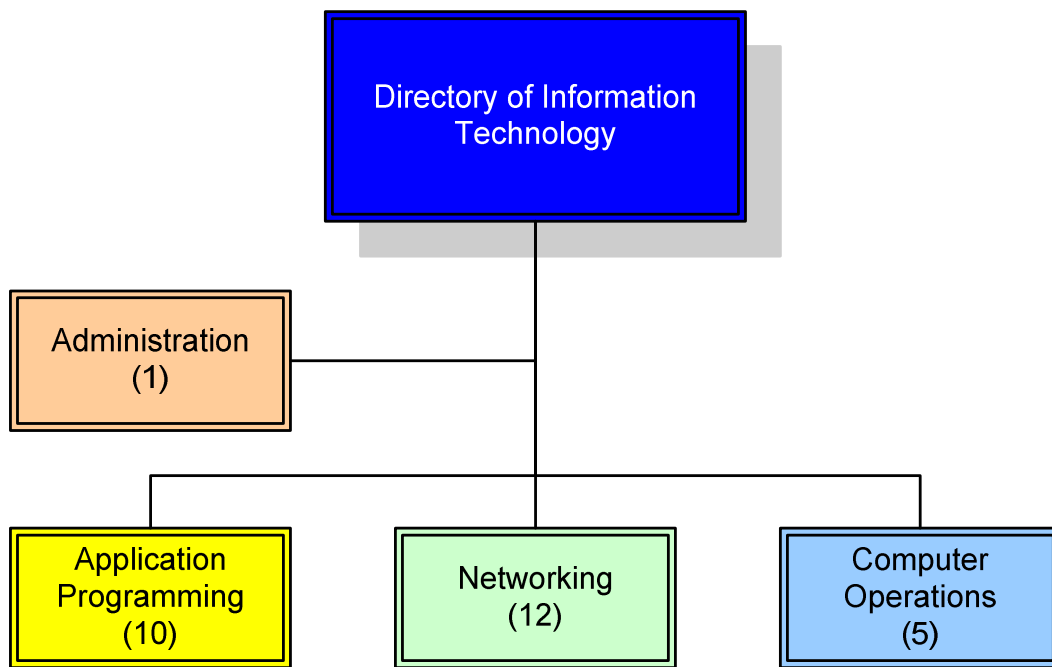 Directory of Information
Technology
Administration
(1)
Application
Programming
(10)
Networking
(12)
Computer
Operations
(5)